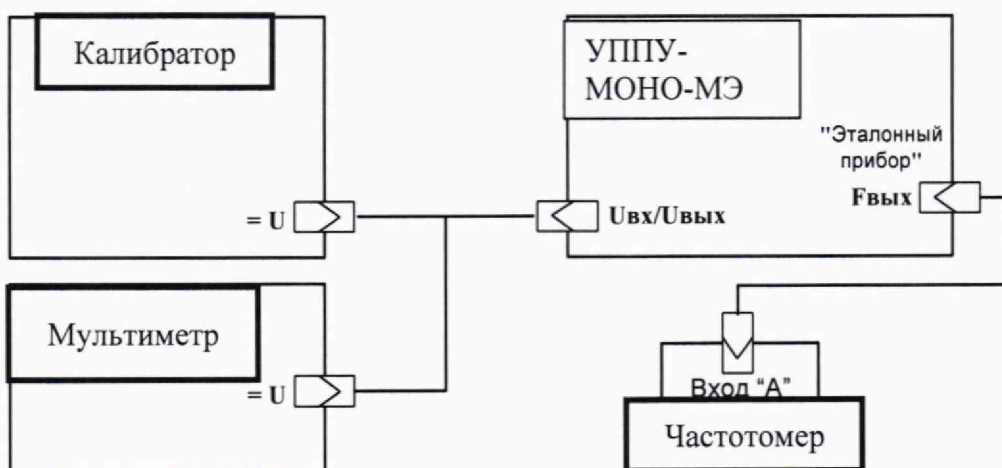 Калибратор
УППУ-
МОНО-МЭ
"Эталонный
прибор"
Fвых
= U
Uвх/Uвых
Мультиметр
= U
Вход "А"
Частотомер